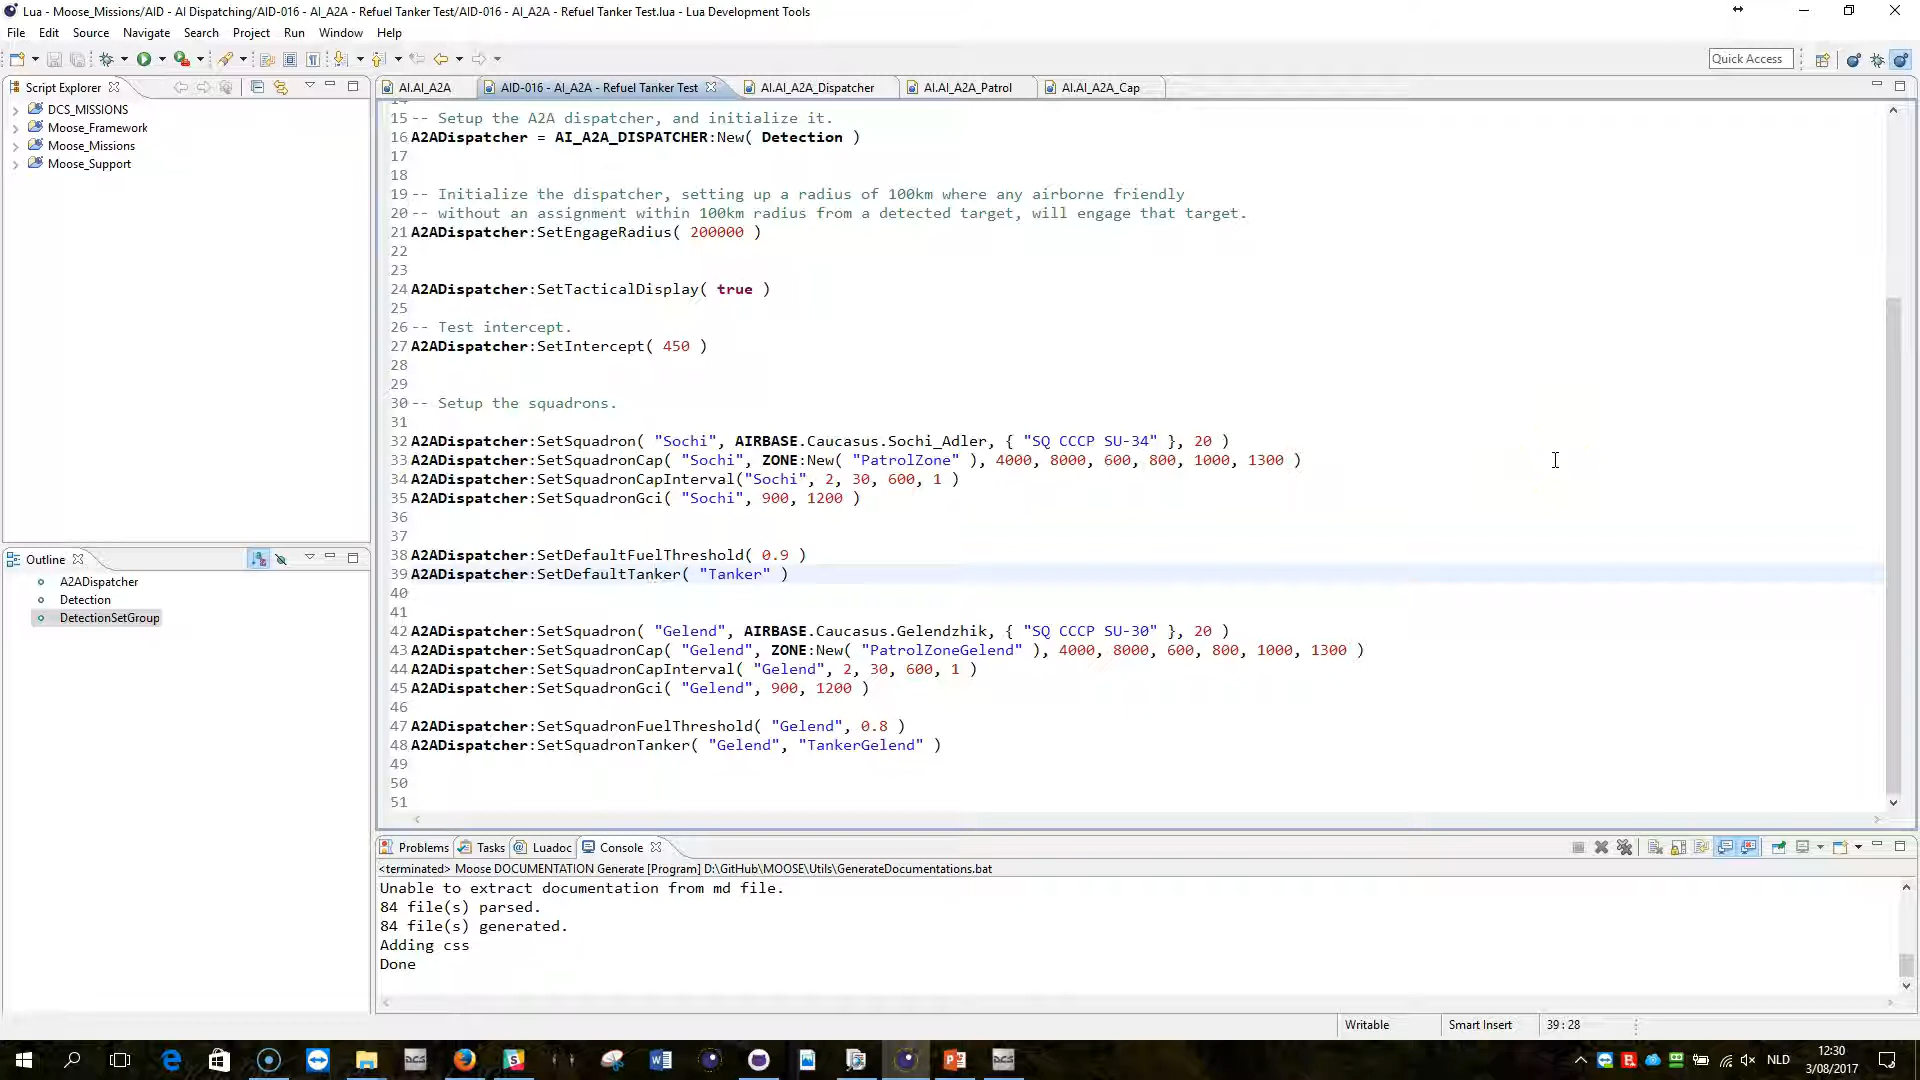 Lua - Moose_Missions/AID - AI Dispatching/AID-016 - AI_A2A - Refuel Tanker Test/AID-016 - AI_A2A - Refuel Tanker Test.lua - Lua Development Tools
File Edit Source Navigate Search Project Run Window Help
Quick Access
Script Explorer
DCS_MISSIONS
Moose_Framework
Moose_Missions
Moose_Support
Outline
A2ADispatcher
Detection
DetectionSetGroup
AI.AI_A2A AID-016 - AI_A2A - Refuel Tanker Test AI.AI_A2A_Dispatcher AI.AI_A2A_Patrol AI.AI_A2A_Cap
14
15 -- Setup the A2A dispatcher, and initialize it.
16 A2ADispatcher = AI_A2A_DISPATCHER:New( Detection )
17
18
19 -- Initialize the dispatcher, setting up a radius of 100km where any airborne friendly
20 -- without an assignment within 100km radius from a detected target, will engage that target.
21 A2ADispatcher:SetEngageRadius( 200000 )
22
23
24 A2ADispatcher:SetTacticalDisplay( true )
25
26 -- Test intercept.
27 A2ADispatcher:SetIntercept( 450 )
28
29
30 -- Setup the squadrons.
31
32 A2ADispatcher:SetSquadron( "Sochi", AIRBASE.Caucasus.Sochi_Adler, { "SQ CCCP SU-34" }, 20 )
33 A2ADispatcher:SetSquadronCap( "Sochi", ZONE:New( "PatrolZone" ), 4000, 8000, 600, 800, 1000, 1300 )
34 A2ADispatcher:SetSquadronCapInterval("Sochi", 2, 30, 600, 1 )
35 A2ADispatcher:SetSquadronGci( "Sochi", 900, 1200 )
36
37
38 A2ADispatcher:SetDefaultFuelThreshold( 0.9 )
39 A2ADispatcher:SetDefaultTanker( "Tanker" )
40
41
42 A2ADispatcher:SetSquadron( "Gelend", AIRBASE.Caucasus.Gelendzhik, { "SQ CCCP SU-30" }, 20 )
43 A2ADispatcher:SetSquadronCap( "Gelend", ZONE:New( "PatrolZoneGelend" ), 4000, 8000, 600, 800, 1000, 1300 )
44 A2ADispatcher:SetSquadronCapInterval( "Gelend", 2, 30, 600, 1 )
45 A2ADispatcher:SetSquadronGci( "Gelend", 900, 1200 )
46
47 A2ADispatcher:SetSquadronFuelThreshold( "Gelend", 0.8 )
48 A2ADispatcher:SetSquadronTanker( "Gelend", "TankerGelend" )
49
50
51
Problems Tasks Luadoc Console
<terminated> Moose DOCUMENTATION Generate [Program] D:\GitHub\MOOSE\Utils\GenerateDocumentations.bat
Unable to extract documentation from md file.
84 file(s) parsed.
84 file(s) generated.
Adding css
Done
Writable Smart Insert 39 : 28
DCS DCS NLD 12:30
3/08/2017